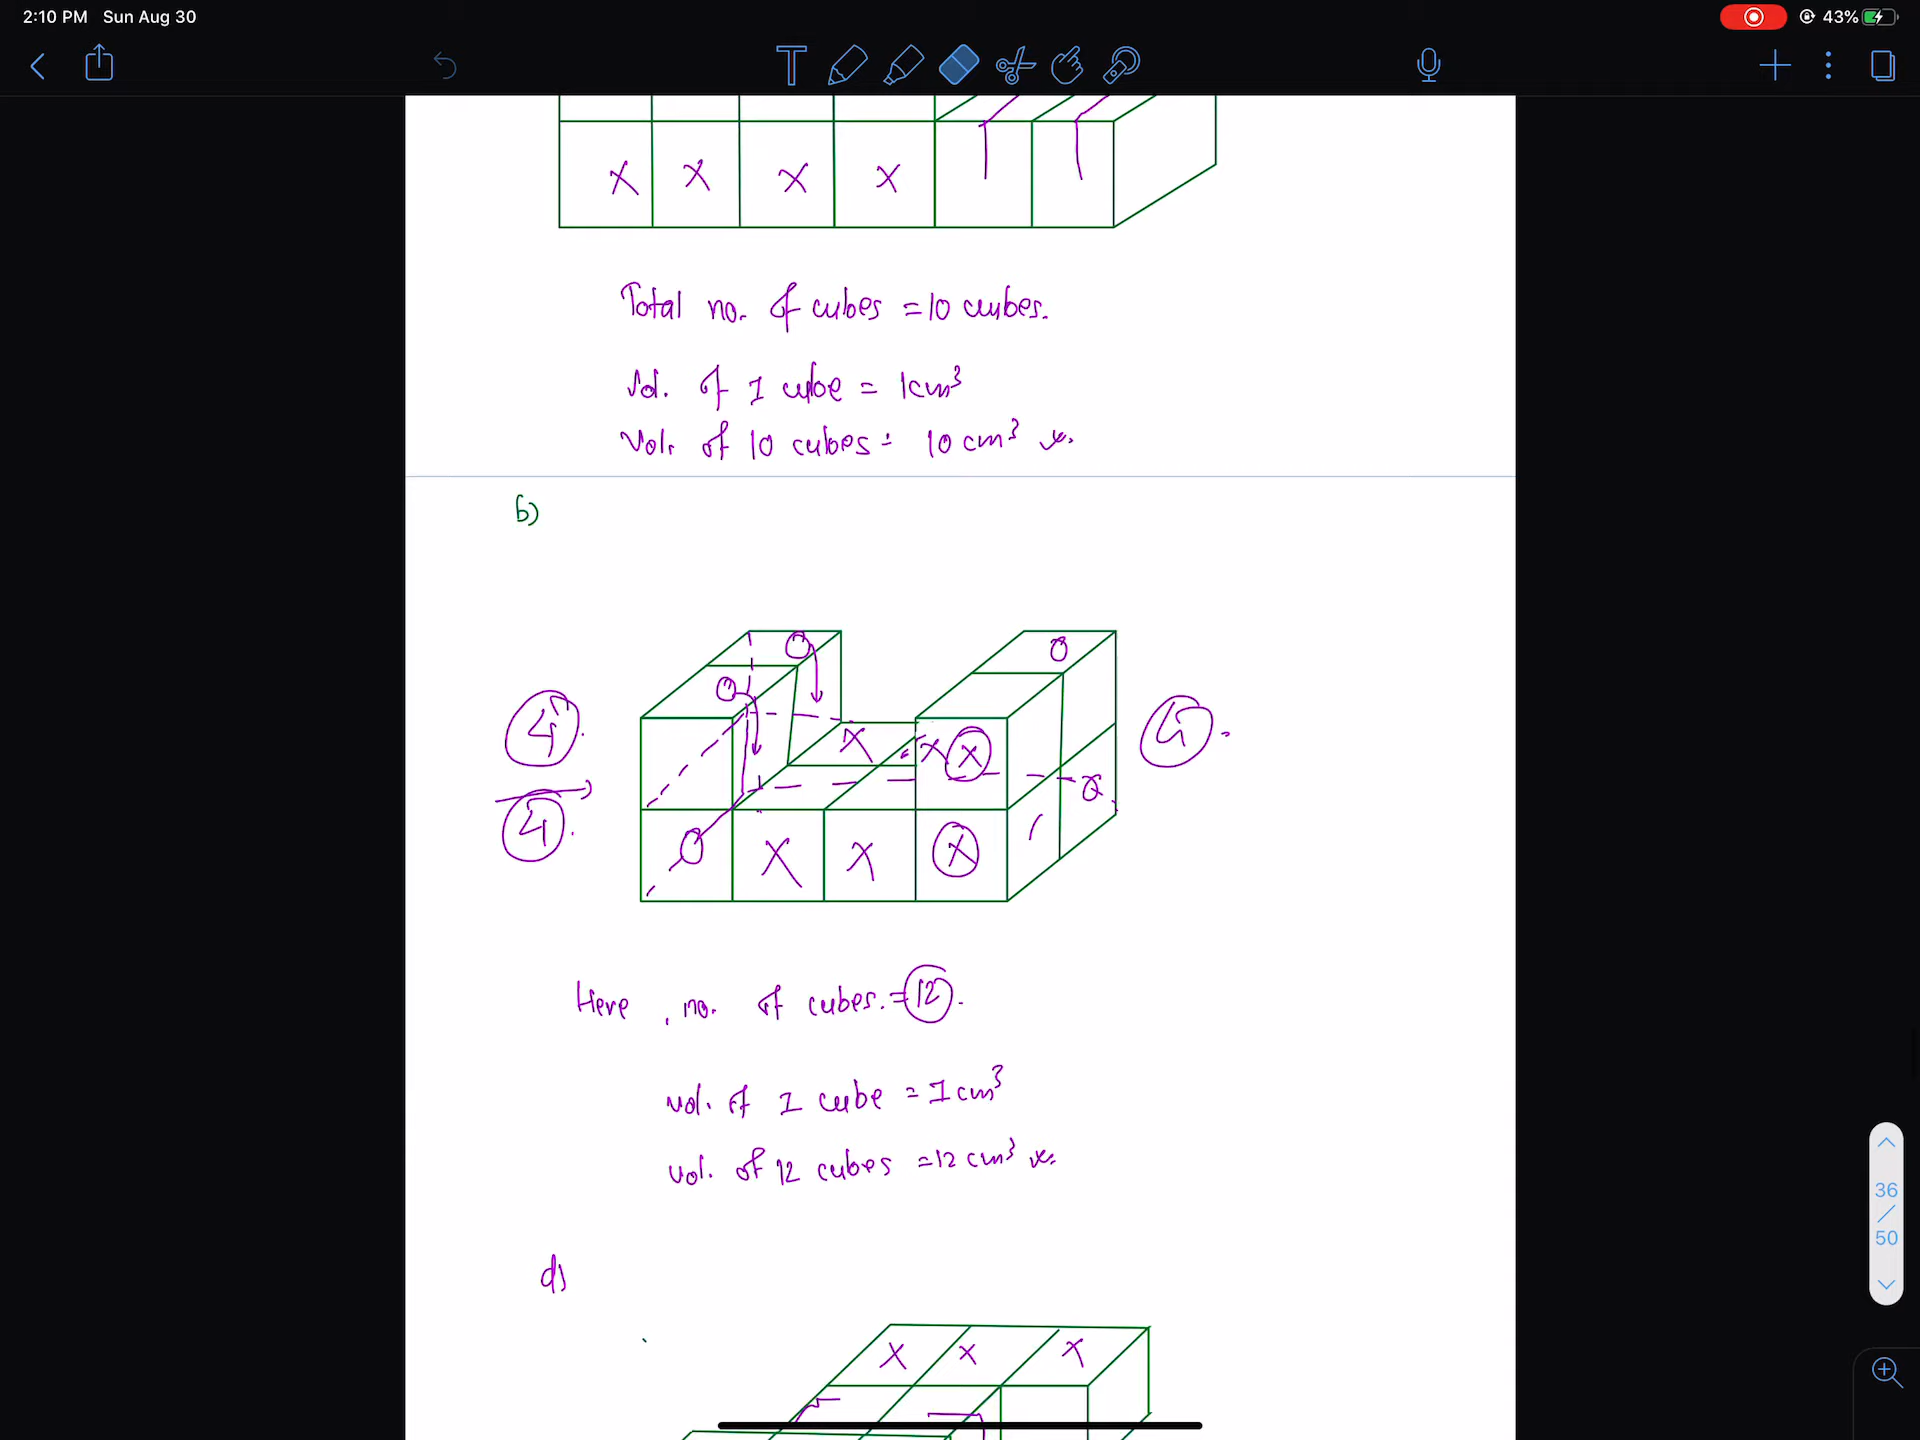 2:10 PM Sun Aug 30
43%
X X X X
Total no. of cubes = 10 cubes.
Vol. of 1 cube = 1cm³
Vol. of 10 cubes = 10 cm³
b)
4
4
4
O
O
O
X X X
O X X X
Here, no. of cubes. = 12.
vol. of 1 cube = 1 cm³
vol. of 12 cubes = 12 cm³
36
/
50
d)
X X X